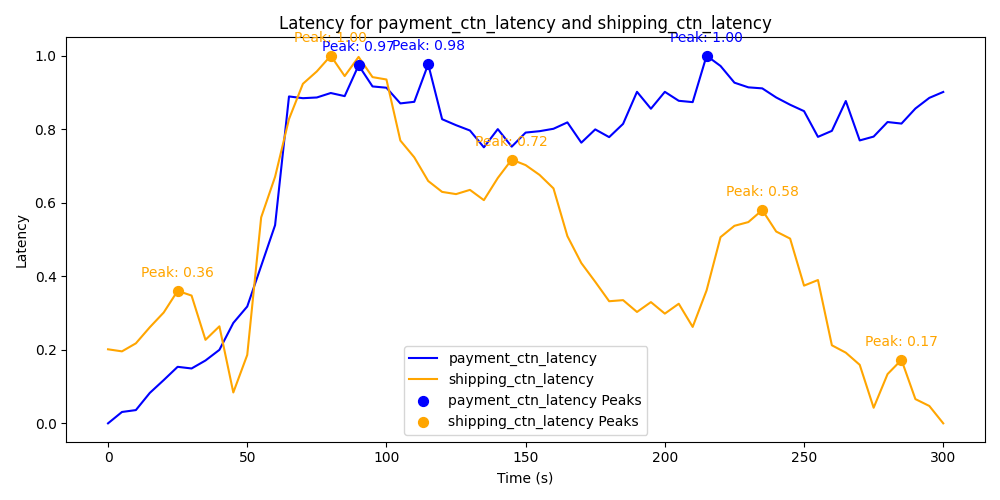 Latency for payment_ctn_latency and shipping_ctn_latency
Peak: 1.00
Peak: 0.97
Peak: 0.98
Peak: 1.00
Peak: 0.72
Peak: 0.58
Peak: 0.36
Peak: 0.17
Latency
1.0
0.8
0.6
0.4
0.2
0.0
payment_ctn_latency
shipping_ctn_latency
payment_ctn_latency Peaks
shipping_ctn_latency Peaks
0 50 100 150 200 250 300
Time (s)